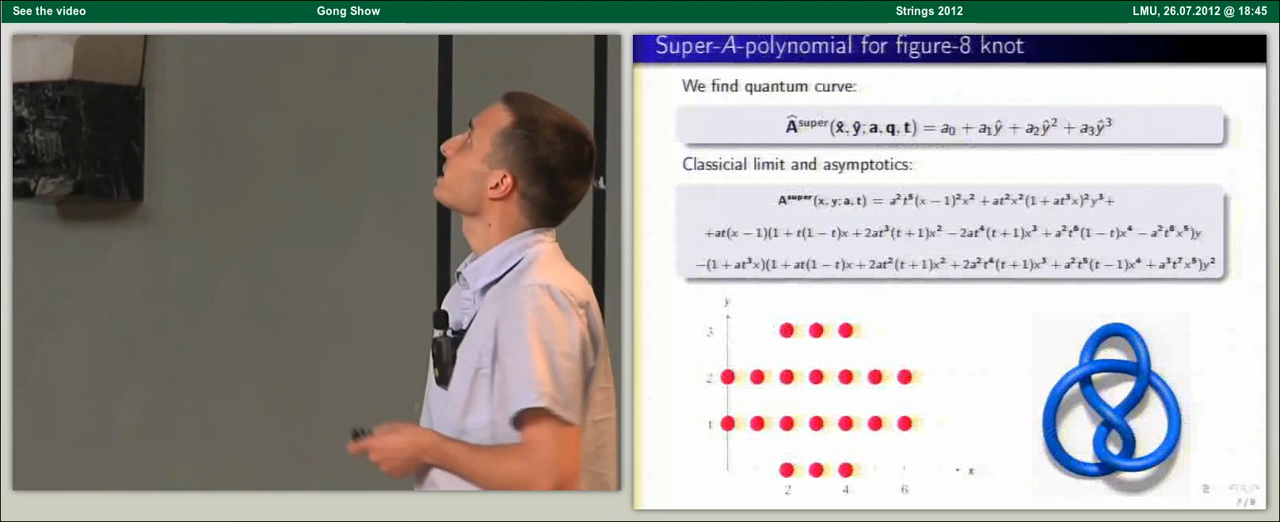 See the video Gong Show Strings 2012 LMU, 26.07.2012 @ 18:45
Super-A-polynomial for figure-8 knot
We find quantum curve:
Â^super(x̂, ŷ; a, q, t) = a₀ + a₁ŷ + a₂ŷ² + a₃ŷ³
Classicial limit and asymptotics:
A^super(x, y; a, t) = a²t⁵(x − 1)²x² + at²x²(1 + at³x)²y³+
+at(x − 1)(1 + t(1 − t)x + 2at³(t + 1)x² − 2at⁴(t + 1)x³ + a²t⁶(1 − t)x⁴ − a²t⁸x⁵)y
−(1 + at³x)(1 + at(1 − t)x + 2at²(t + 1)x² + 2a²t⁴(t + 1)x³ + a²t⁵(t − 1)x⁴ + a³t⁷x⁵)y²
y
3
2
1
x
2 4 6
7/8